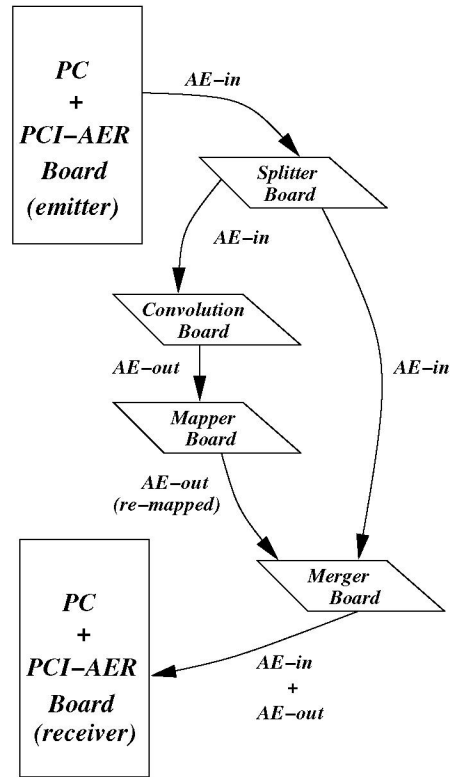 PC
+
PCI−AER
Board
(emitter)
AE−in
Splitter
Board
AE−in
Convolution
Board
AE−out
AE−in
Mapper
Board
AE−out
(re−mapped)
Merger
Board
PC
+
PCI−AER
Board
(receiver)
AE−in
+
AE−out